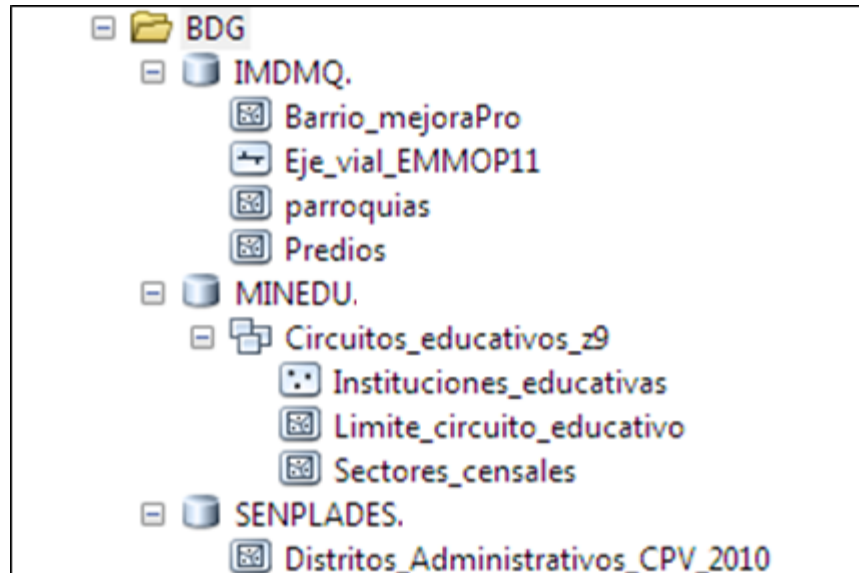 BDG
IMDMQ.
Barrio_mejoraPro
Eje_vial_EMMOP11
parroquias
Predios
MINEDU.
Circuitos_educativos_z9
Instituciones_educativas
Limite_circuito_educativo
Sectores_censales
SENPLADES.
Distritos_Administrativos_CPV_2010